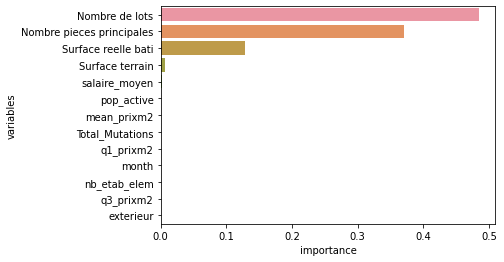 Nombre de lots
Nombre pieces principales
Surface reelle bati
Surface terrain
salaire_moyen
pop_active
mean_prixm2
Total_Mutations
q1_prixm2
month
nb_etab_elem
q3_prixm2
exterieur
variables
0.0 0.1 0.2 0.3 0.4 0.5
importance